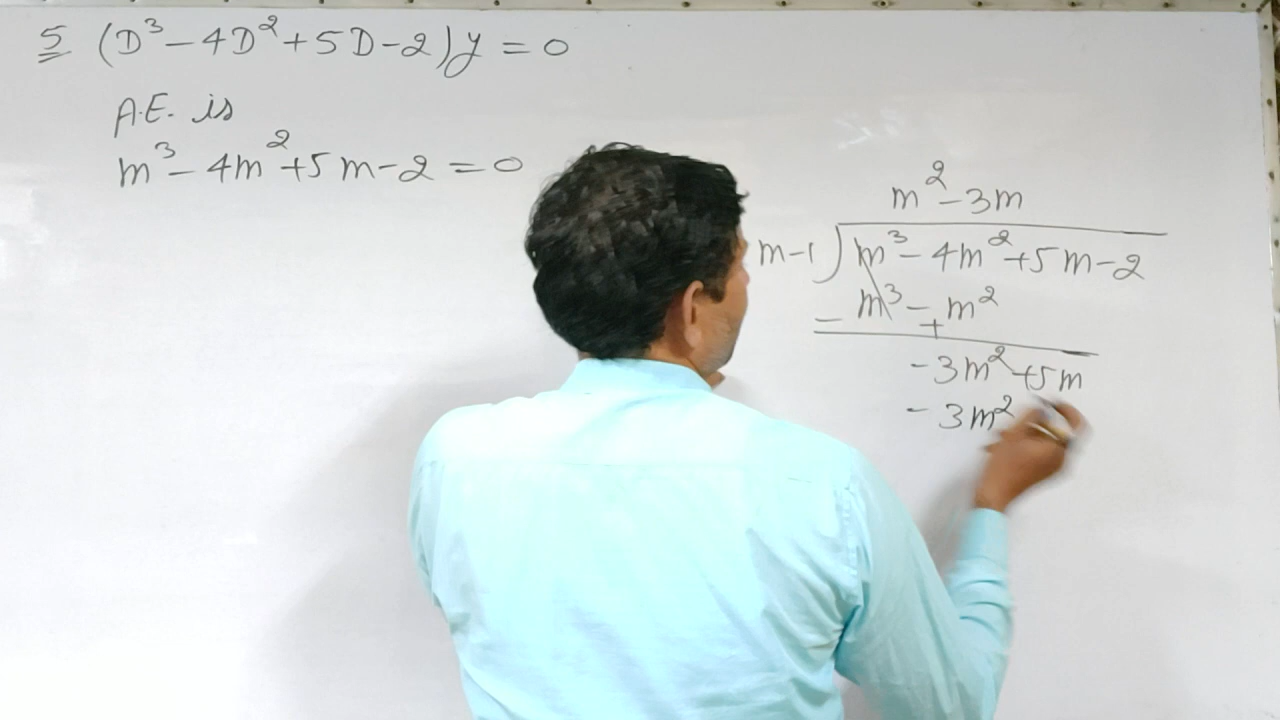 5 (D³-4D²+5D-2)y=0
A.E. is
m³-4m²+5m-2=0
m²-3m
m-1)m³-4m²+5m-2
m³-m²
- +
-3m²+5m
-3m²